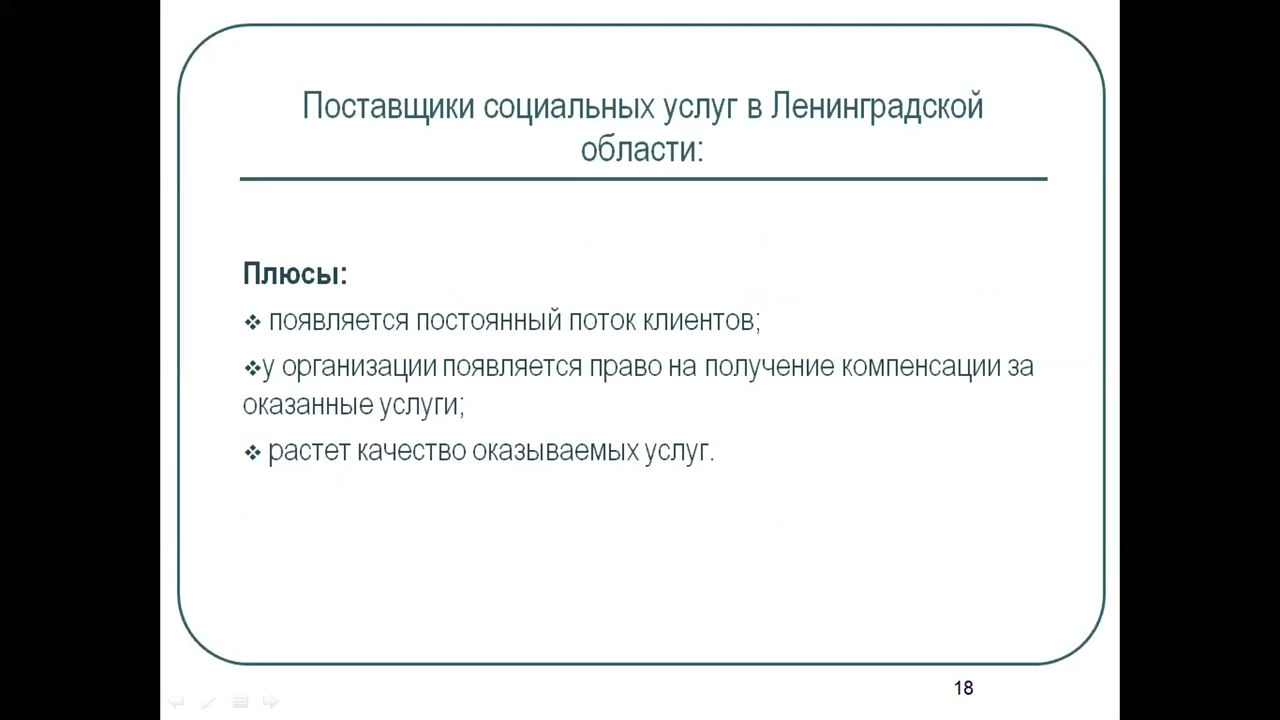 Поставщики социальных услуг в Ленинградской
области:
Плюсы:
❖ появляется постоянный поток клиентов;
❖у организации появляется право на получение компенсации за
оказанные услуги;
❖ растет качество оказываемых услуг.
18